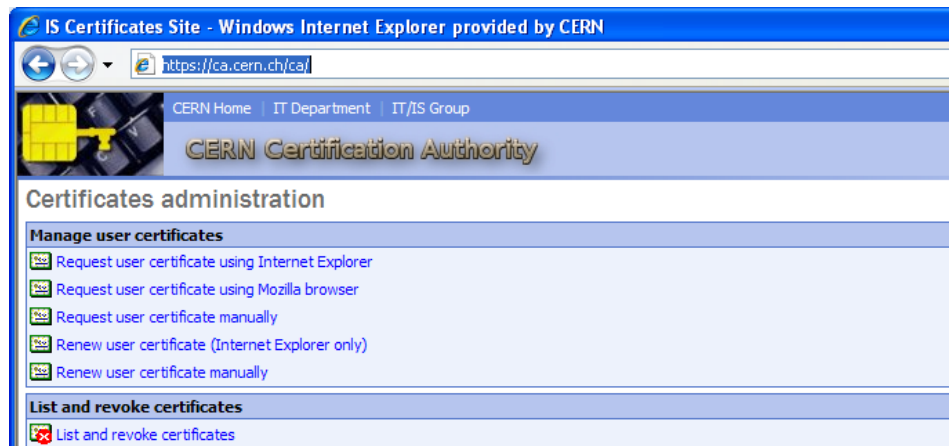 IS Certificates Site - Windows Internet Explorer provided by CERN
https://ca.cern.ch/ca/
CERN Home | IT Department | IT/IS Group
CERN Certification Authority
Certificates administration
Manage user certificates
Request user certificate using Internet Explorer
Request user certificate using Mozilla browser
Request user certificate manually
Renew user certificate (Internet Explorer only)
Renew user certificate manually
List and revoke certificates
List and revoke certificates